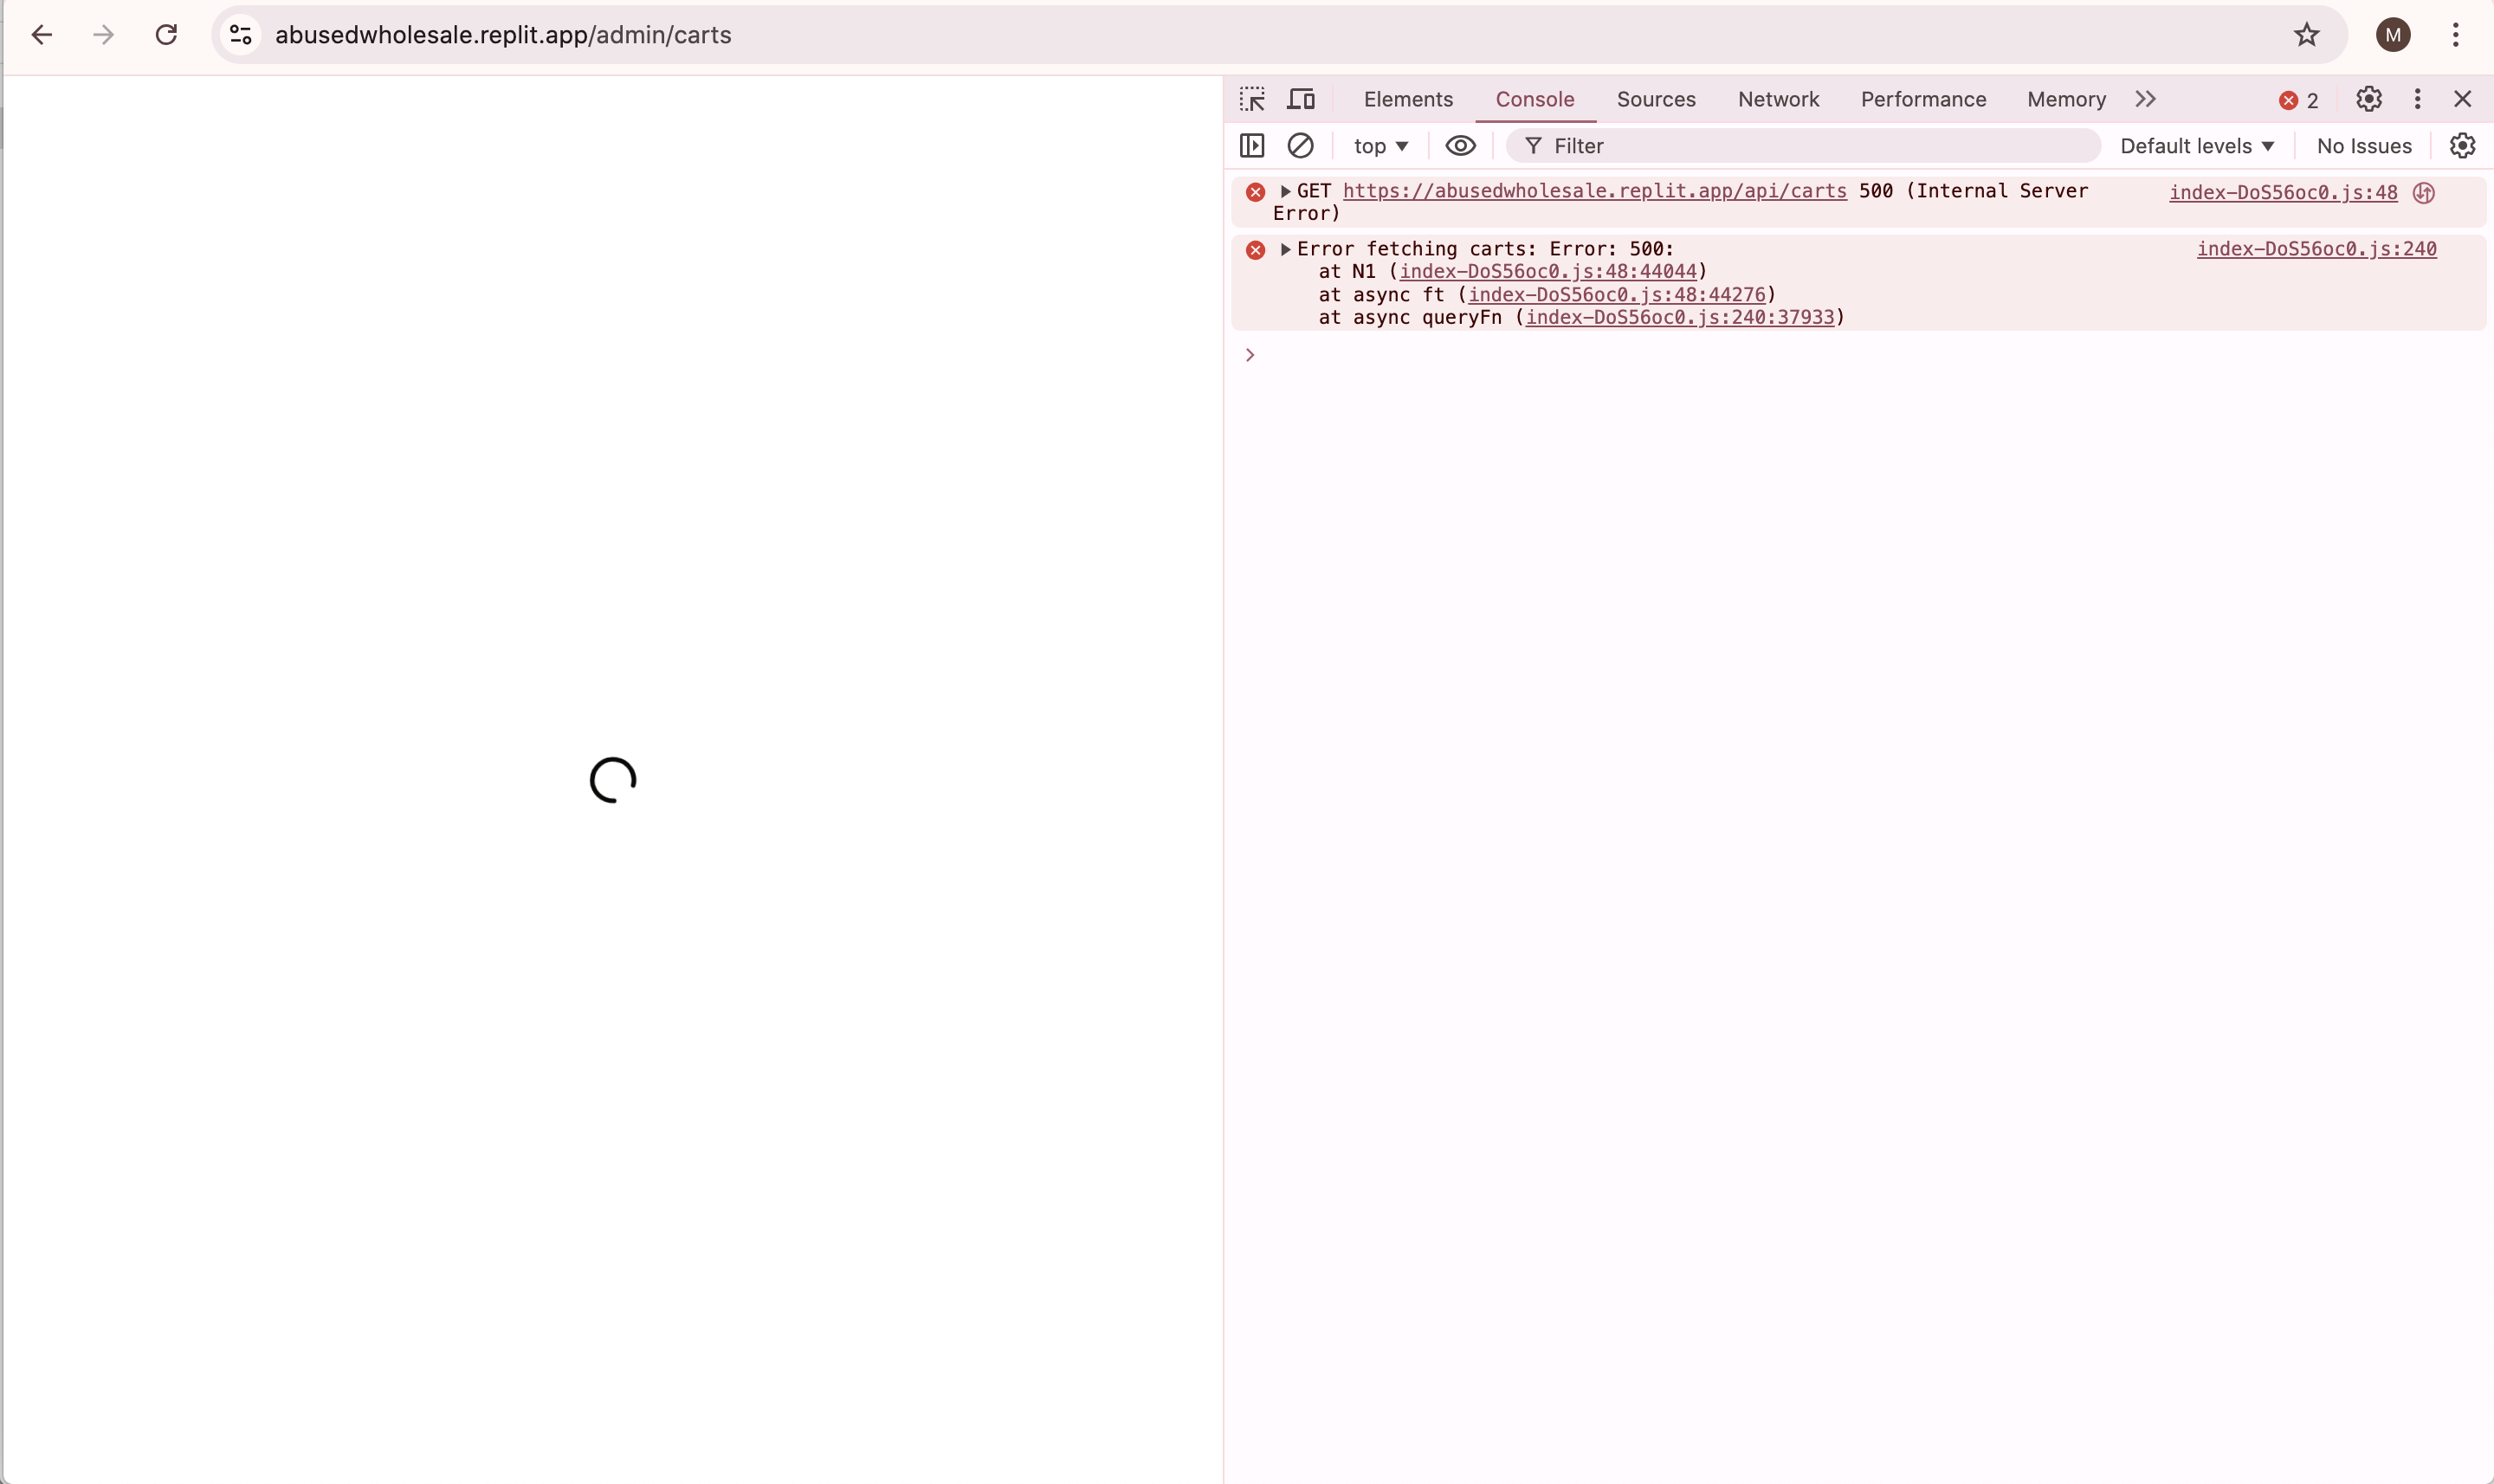 abusedwholesale.replit.app/admin/carts
M
Elements Console Sources Network Performance Memory 2
top Filter Default levels No Issues
GET https://abusedwholesale.replit.app/api/carts 500 (Internal Server index-DoS56oc0.js:48
Error)
Error fetching carts: Error: 500: index-DoS56oc0.js:240
at N1 (index-DoS56oc0.js:48:44044)
at async ft (index-DoS56oc0.js:48:44276)
at async queryFn (index-DoS56oc0.js:240:37933)